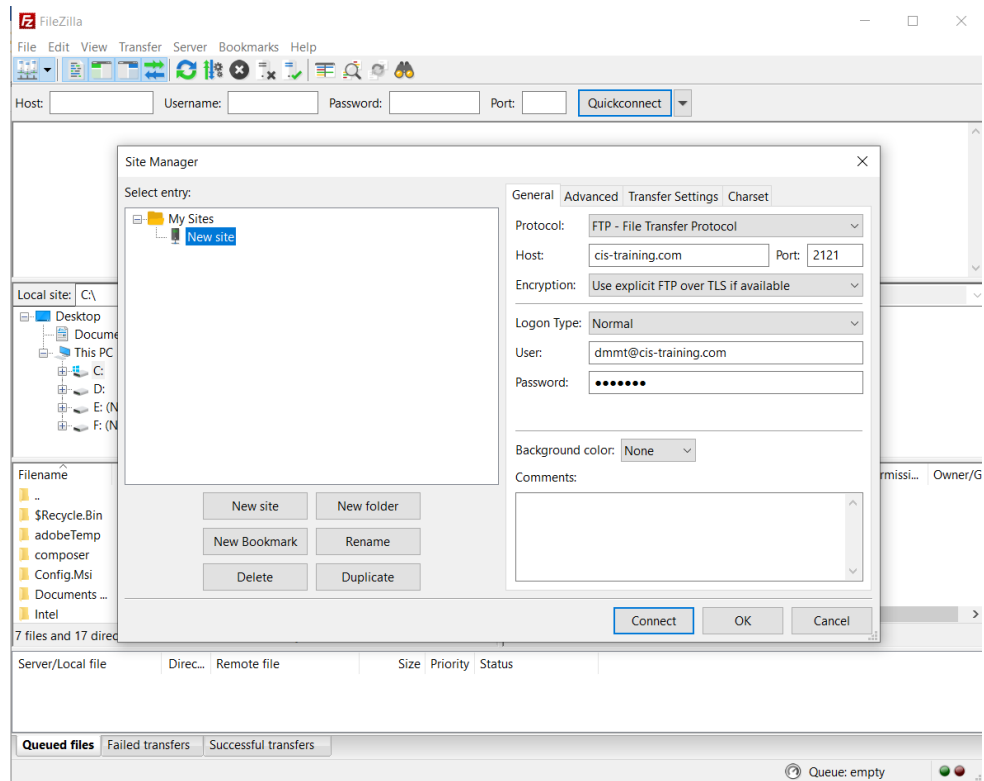 FileZilla
File Edit View Transfer Server Bookmarks Help
Host: Username: Password: Port: Quickconnect
Site Manager
Select entry:
My Sites
New site
New site New folder
New Bookmark Rename
Delete Duplicate
General Advanced Transfer Settings Charset
Protocol: FTP - File Transfer Protocol
Host: cis-training.com Port: 2121
Encryption: Use explicit FTP over TLS if available
Logon Type: Normal
User: dmmt@cis-training.com
Password: •••••••
Background color: None
Comments:
Connect OK Cancel
Local site: C:\
Desktop
Docume
This PC
C:
D:
E: (N
F: (N
Filename
..
$Recycle.Bin
adobeTemp
composer
Config.Msi
Documents ...
Intel
7 files and 17 direc
rmissi... Owner/G
Server/Local file Direc... Remote file Size Priority Status
Queued files Failed transfers Successful transfers
Queue: empty